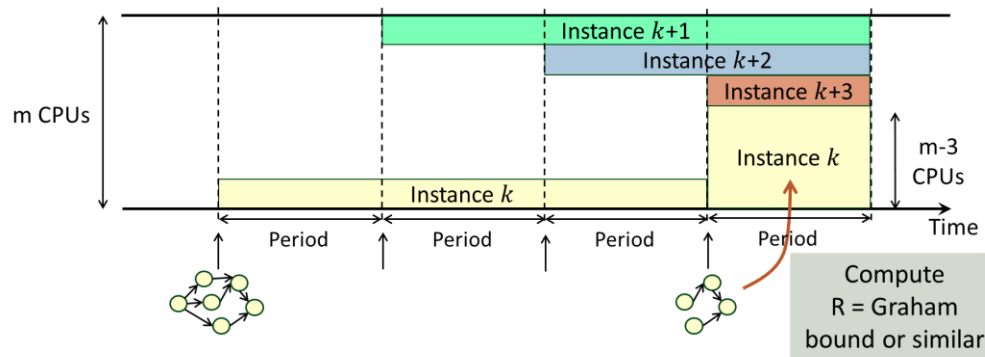 Instance k+1
Instance k+2
Instance k+3
m CPUs
Instance k
m-3
CPUs
Instance k
Time
Period
Period
Period
Period
Compute
R = Graham
bound or similar